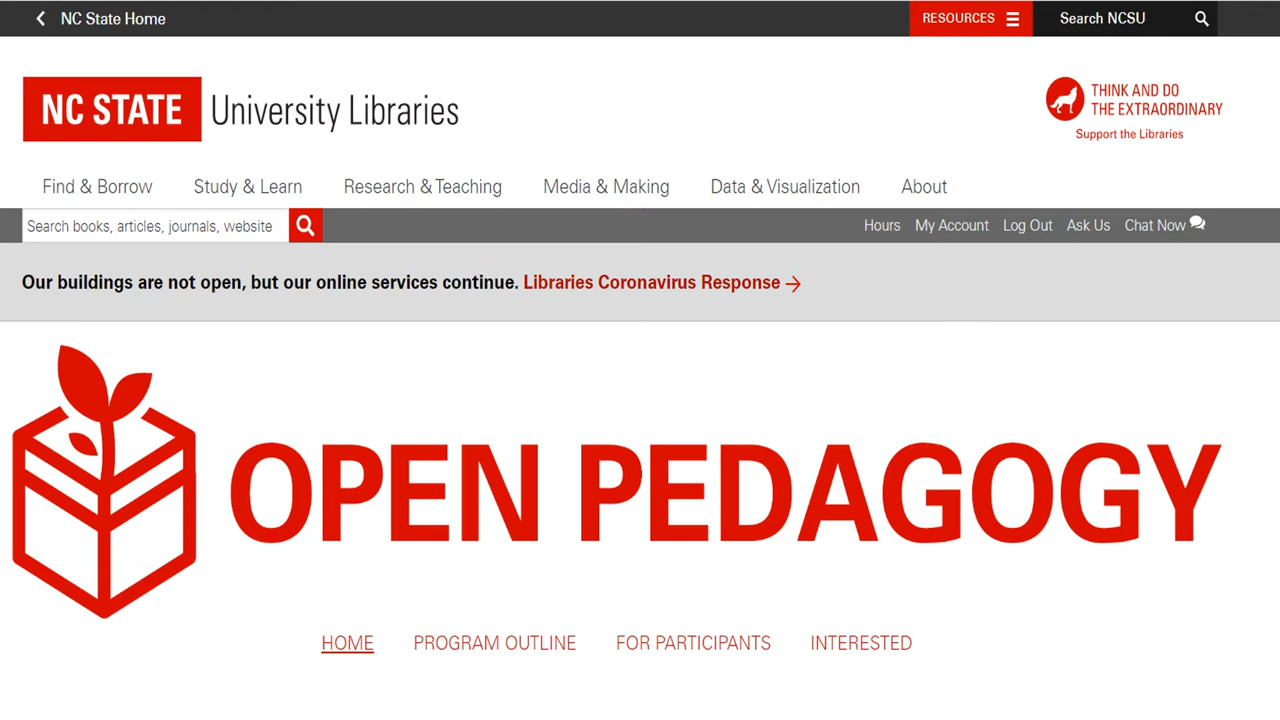 NC State Home
RESOURCES
Search NCSU
NC STATE University Libraries
THINK AND DO
THE EXTRAORDINARY
Support the Libraries
Find & Borrow Study & Learn Research & Teaching Media & Making Data & Visualization About
Search books, articles, journals, website
Hours My Account Log Out Ask Us Chat Now
Our buildings are not open, but our online services continue. Libraries Coronavirus Response
OPEN PEDAGOGY
HOME PROGRAM OUTLINE FOR PARTICIPANTS INTERESTED